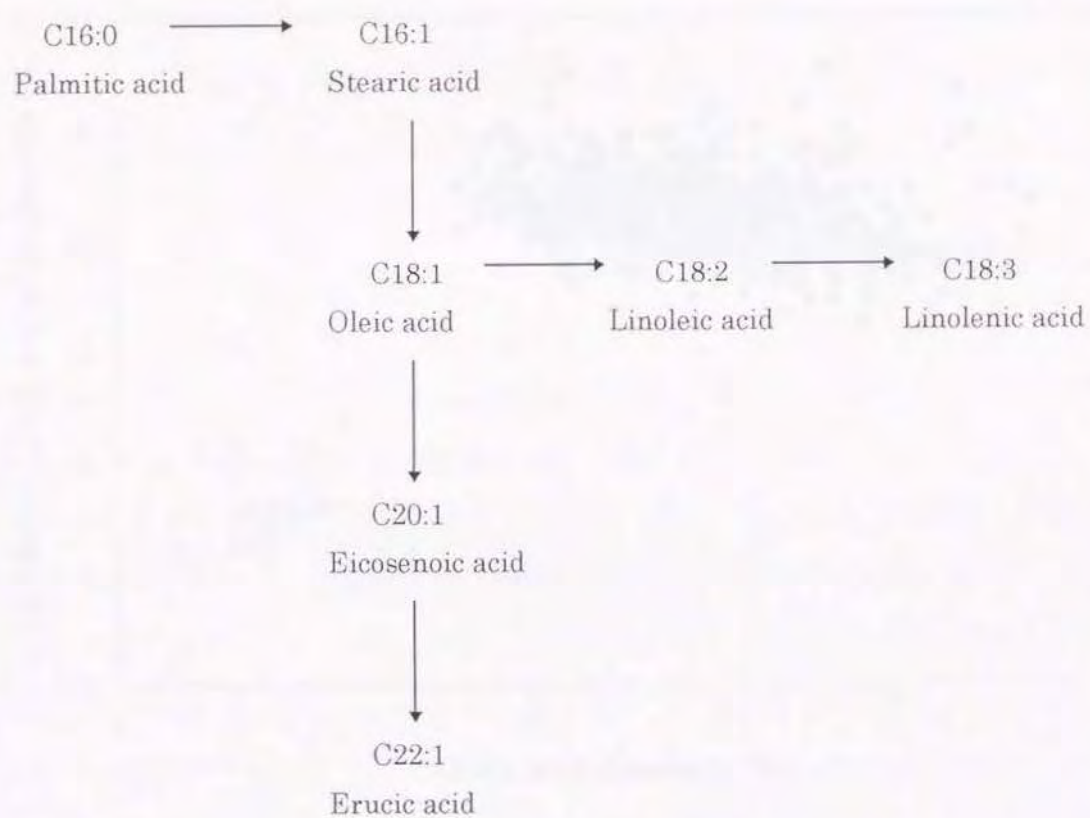 C16:0 C16:1
Palmitic acid Stearic acid
C18:1 C18:2 C18:3
Oleic acid Linoleic acid Linolenic acid
C20:1
Eicosenoic acid
C22:1
Erucic acid